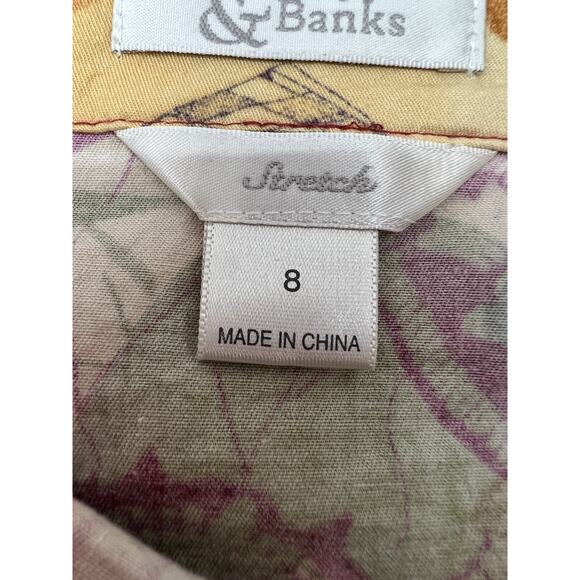 & Banks
Stretch
8
MADE IN CHINA